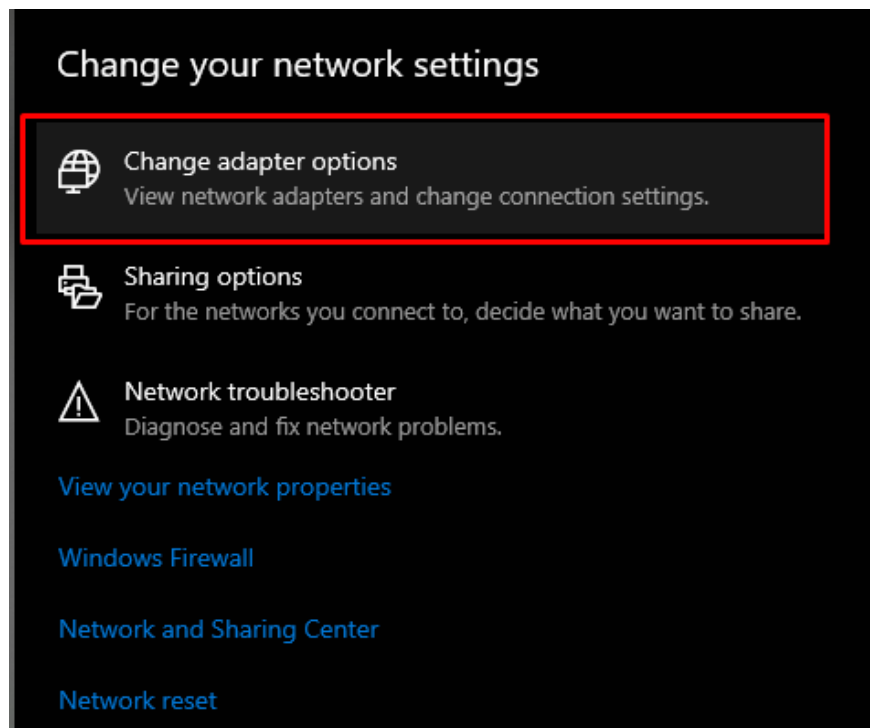 Change your network settings
Change adapter options
View network adapters and change connection settings.
Sharing options
For the networks you connect to, decide what you want to share.
Network troubleshooter
Diagnose and fix network problems.
View your network properties
Windows Firewall
Network and Sharing Center
Network reset